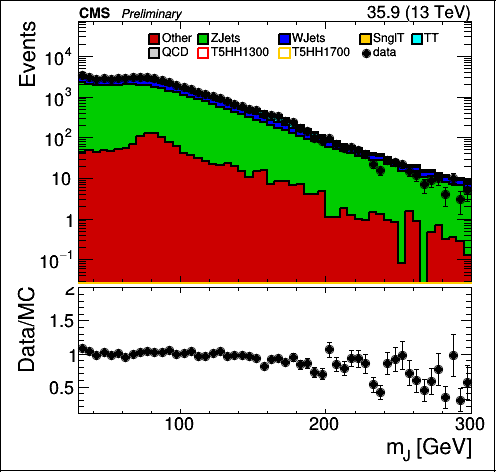 CMS Preliminary 35.9 (13 TeV)
Other ZJets WJets SnglT TT
QCD T5HH1300 T5HH1700 data
Events
10⁴
10³
10²
10
1
10⁻¹
Data/MC
2
1.5
1
0.5
100 200 300
m_J [GeV]